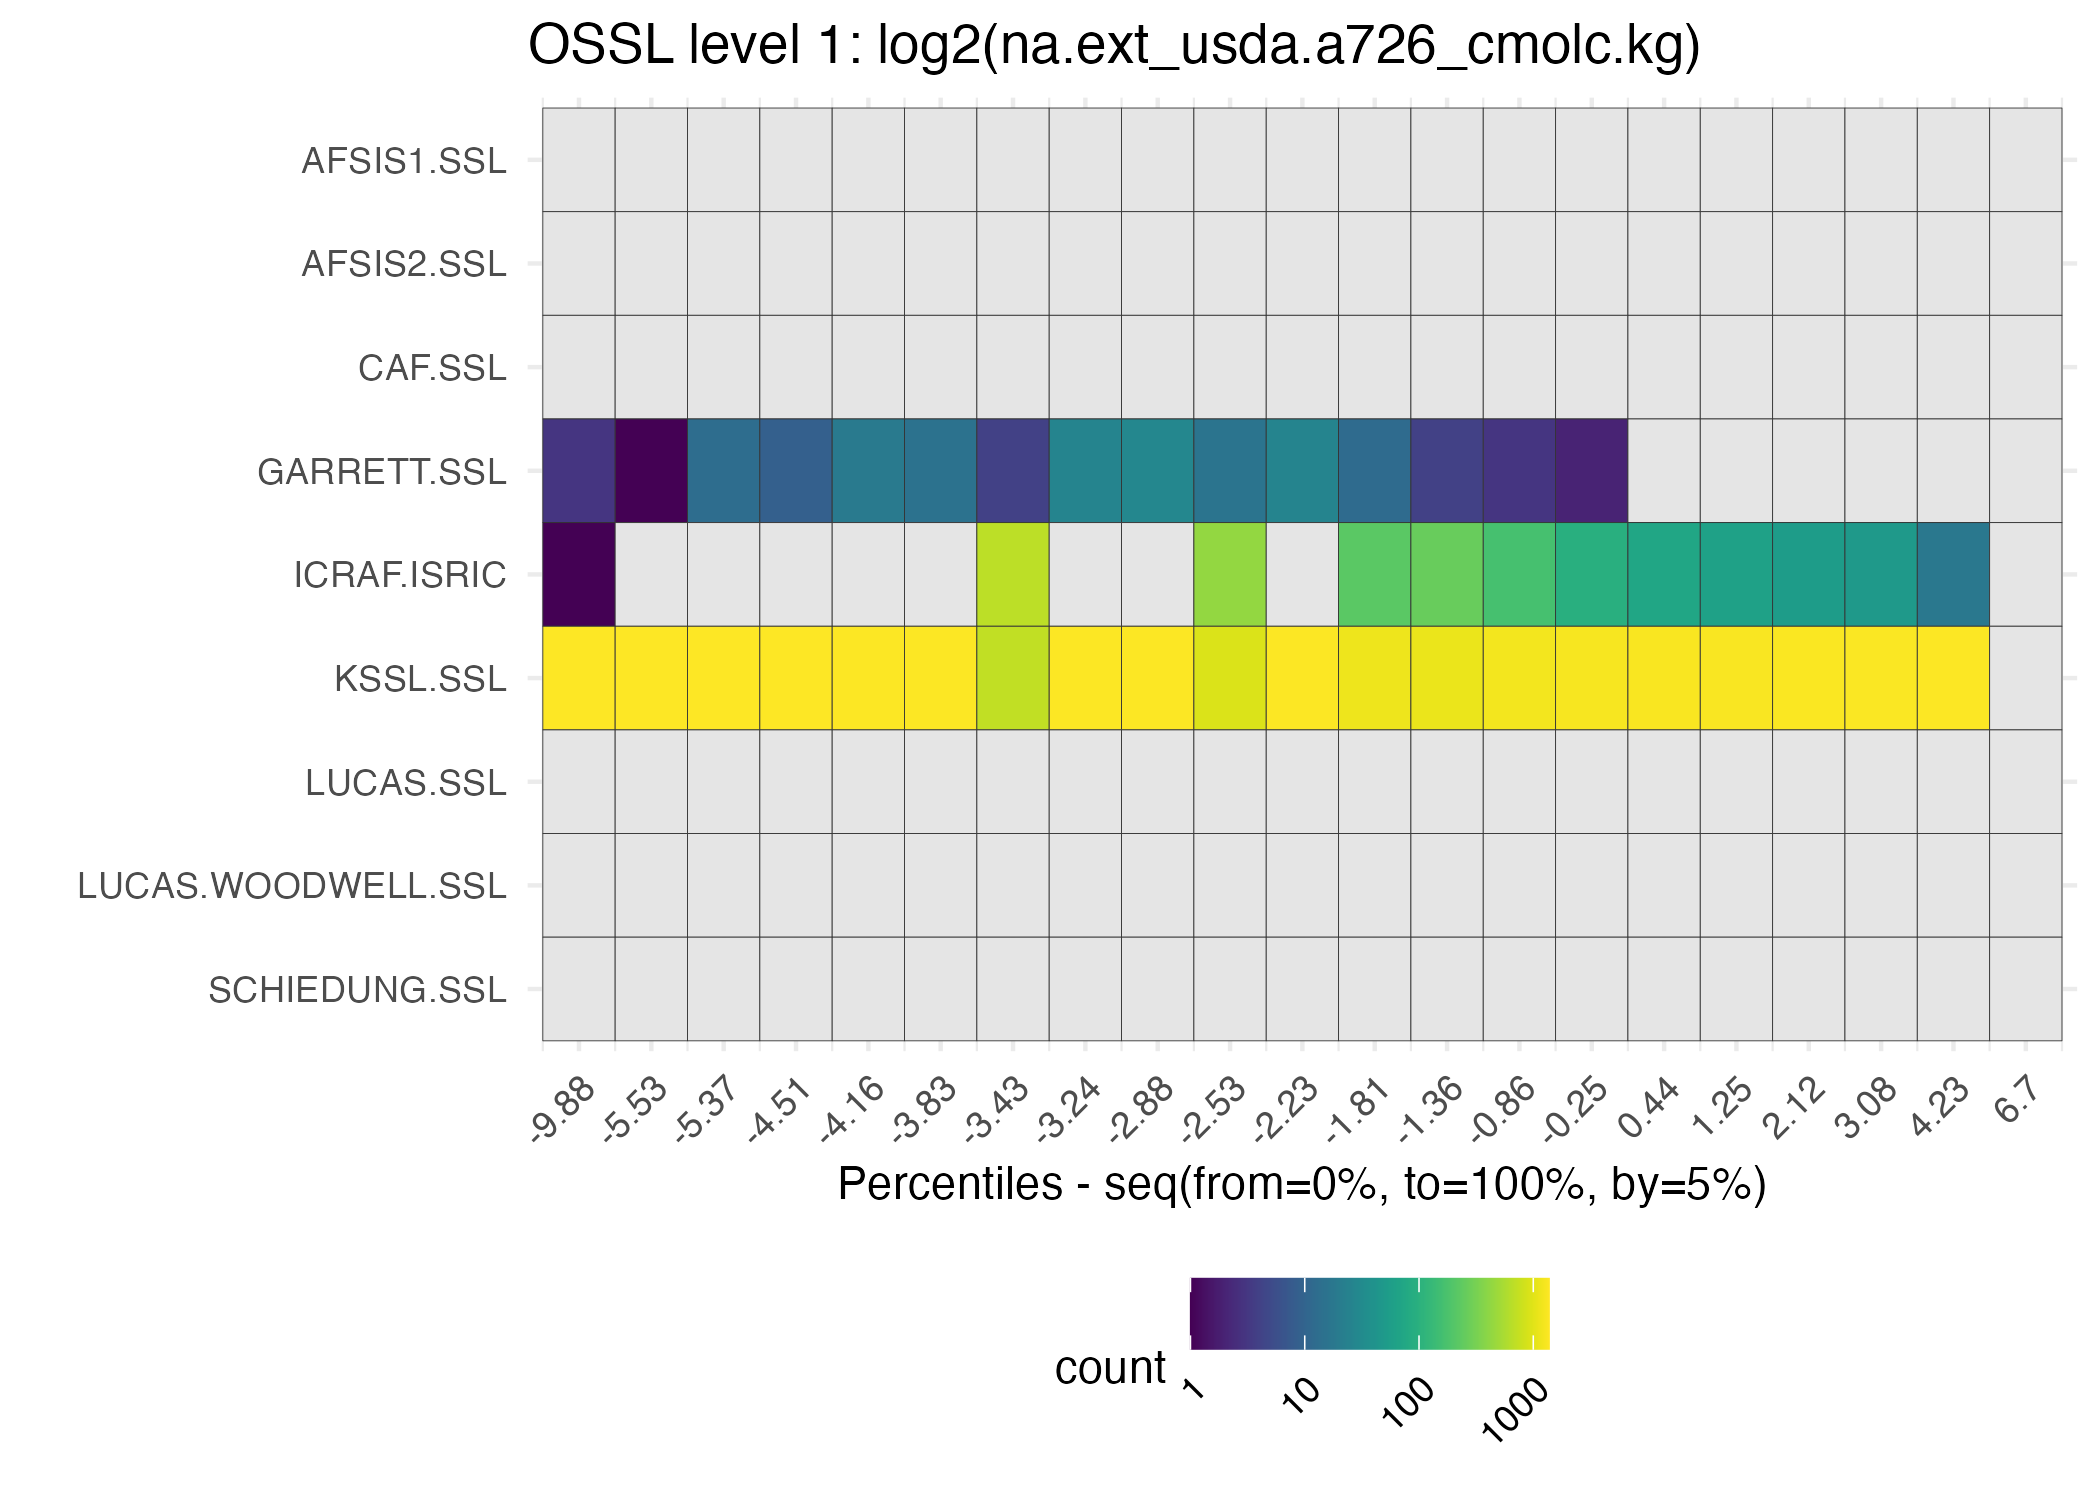 OSSL level 1: log2(na.ext_usda.a726_cmolc.kg)
AFSIS1.SSL
AFSIS2.SSL
CAF.SSL
GARRETT.SSL
ICRAF.ISRIC
KSSL.SSL
LUCAS.SSL
LUCAS.WOODWELL.SSL
SCHIEDUNG.SSL
-9.88 -5.53 -5.37 -4.51 -4.16 -3.83 -3.43 -3.24 -2.88 -2.53 -2.23 -1.81 -1.36 -0.86 -0.25 0.44 1.25 2.12 3.08 4.23 6.7
Percentiles - seq(from=0%, to=100%, by=5%)
count
1 10 100 1000